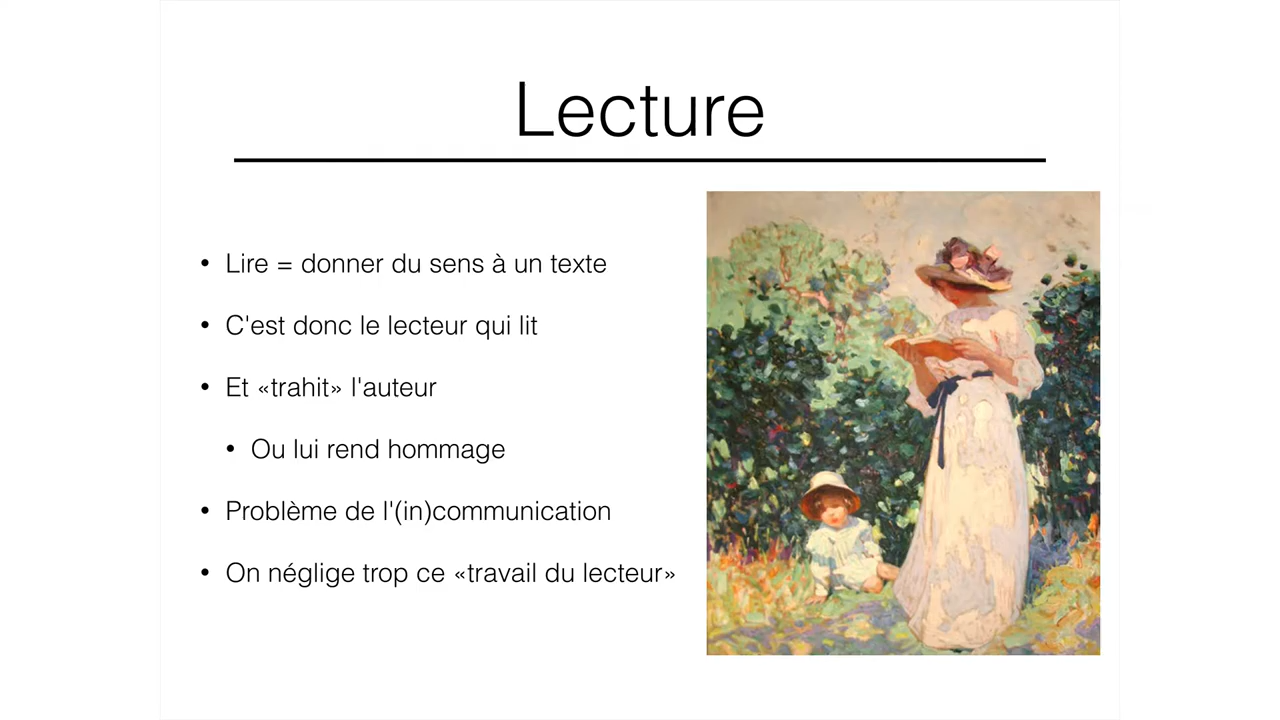 Lecture
• Lire = donner du sens à un texte
• C'est donc le lecteur qui lit
• Et «trahit» l'auteur
• Ou lui rend hommage
• Problème de l'(in)communication
• On néglige trop ce «travail du lecteur»